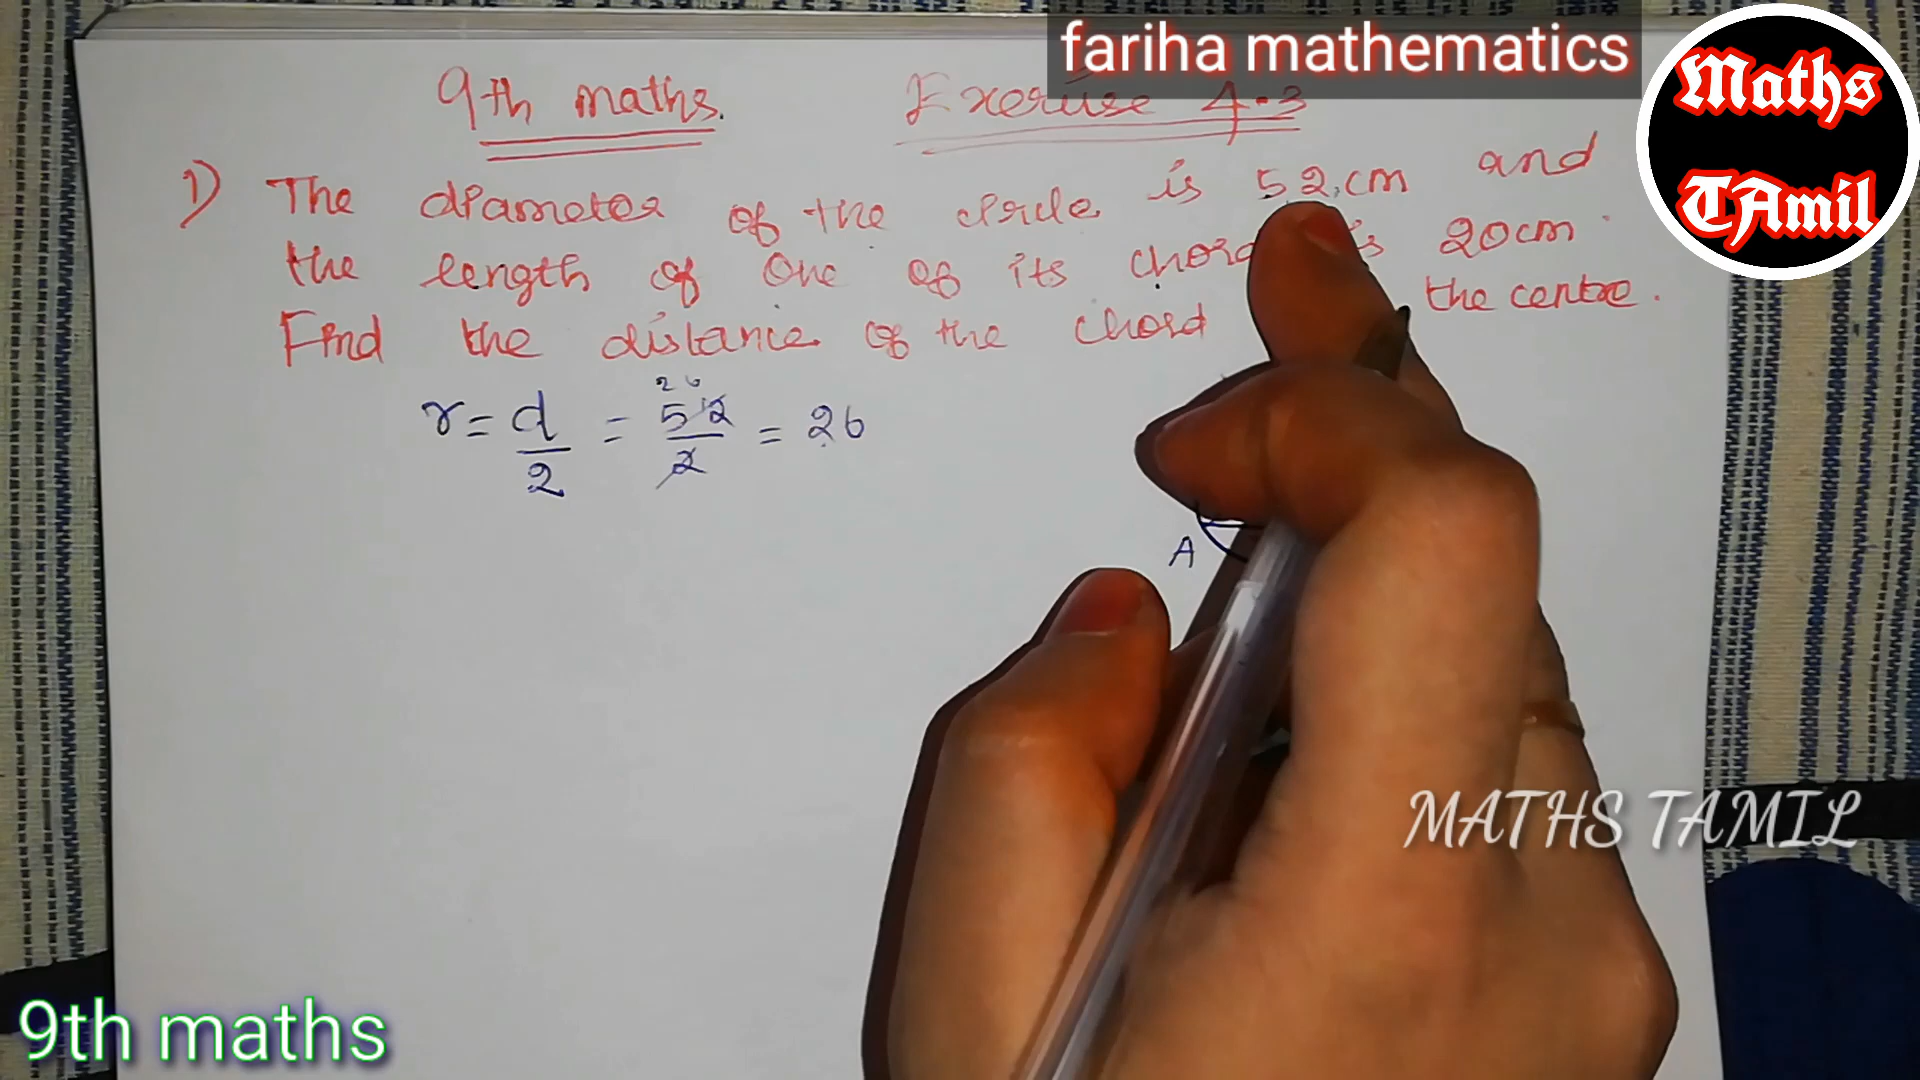 fariha mathematics
Maths
TAmil
9th maths.
Exercise 4.3
1) The diameter of the circle is 52 cm and
the length of one of its chord is 20cm
Find the distance of the chord the centre.
r = d/2 = 52/2 = 26
26
A
MATHS TAMIL
9th maths